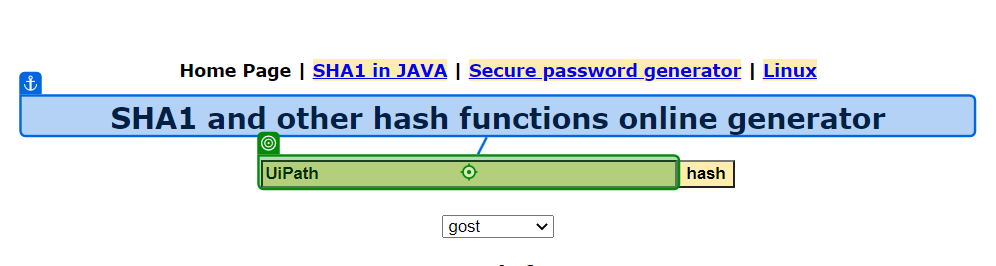 Home Page | SHA1 in JAVA | Secure password generator | Linux
SHA1 and other hash functions online generator
UiPath hash
gost